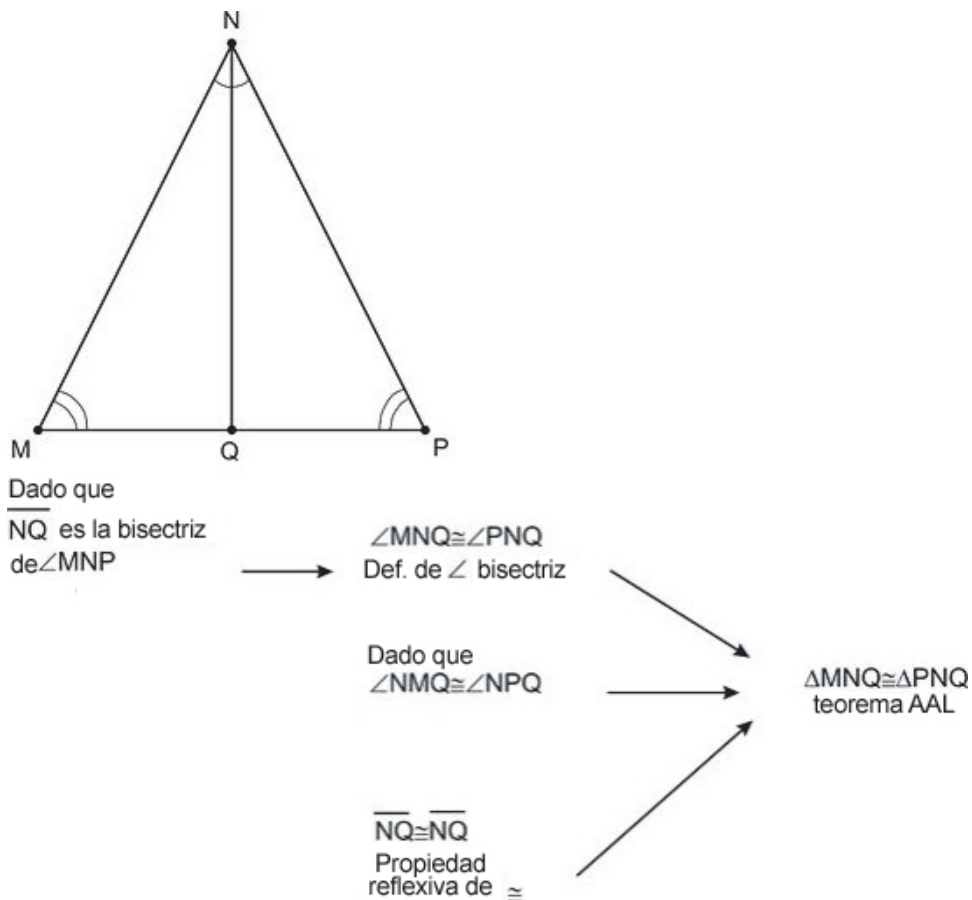 N
M
Q
P
Dado que
NQ es la bisectriz
de∠MNP
∠MNQ≅∠PNQ
Def. de ∠ bisectriz
Dado que
∠NMQ≅∠NPQ
NQ≅NQ
Propiedad
reflexiva de ≅
ΔMNQ≅ΔPNQ
teorema AAL